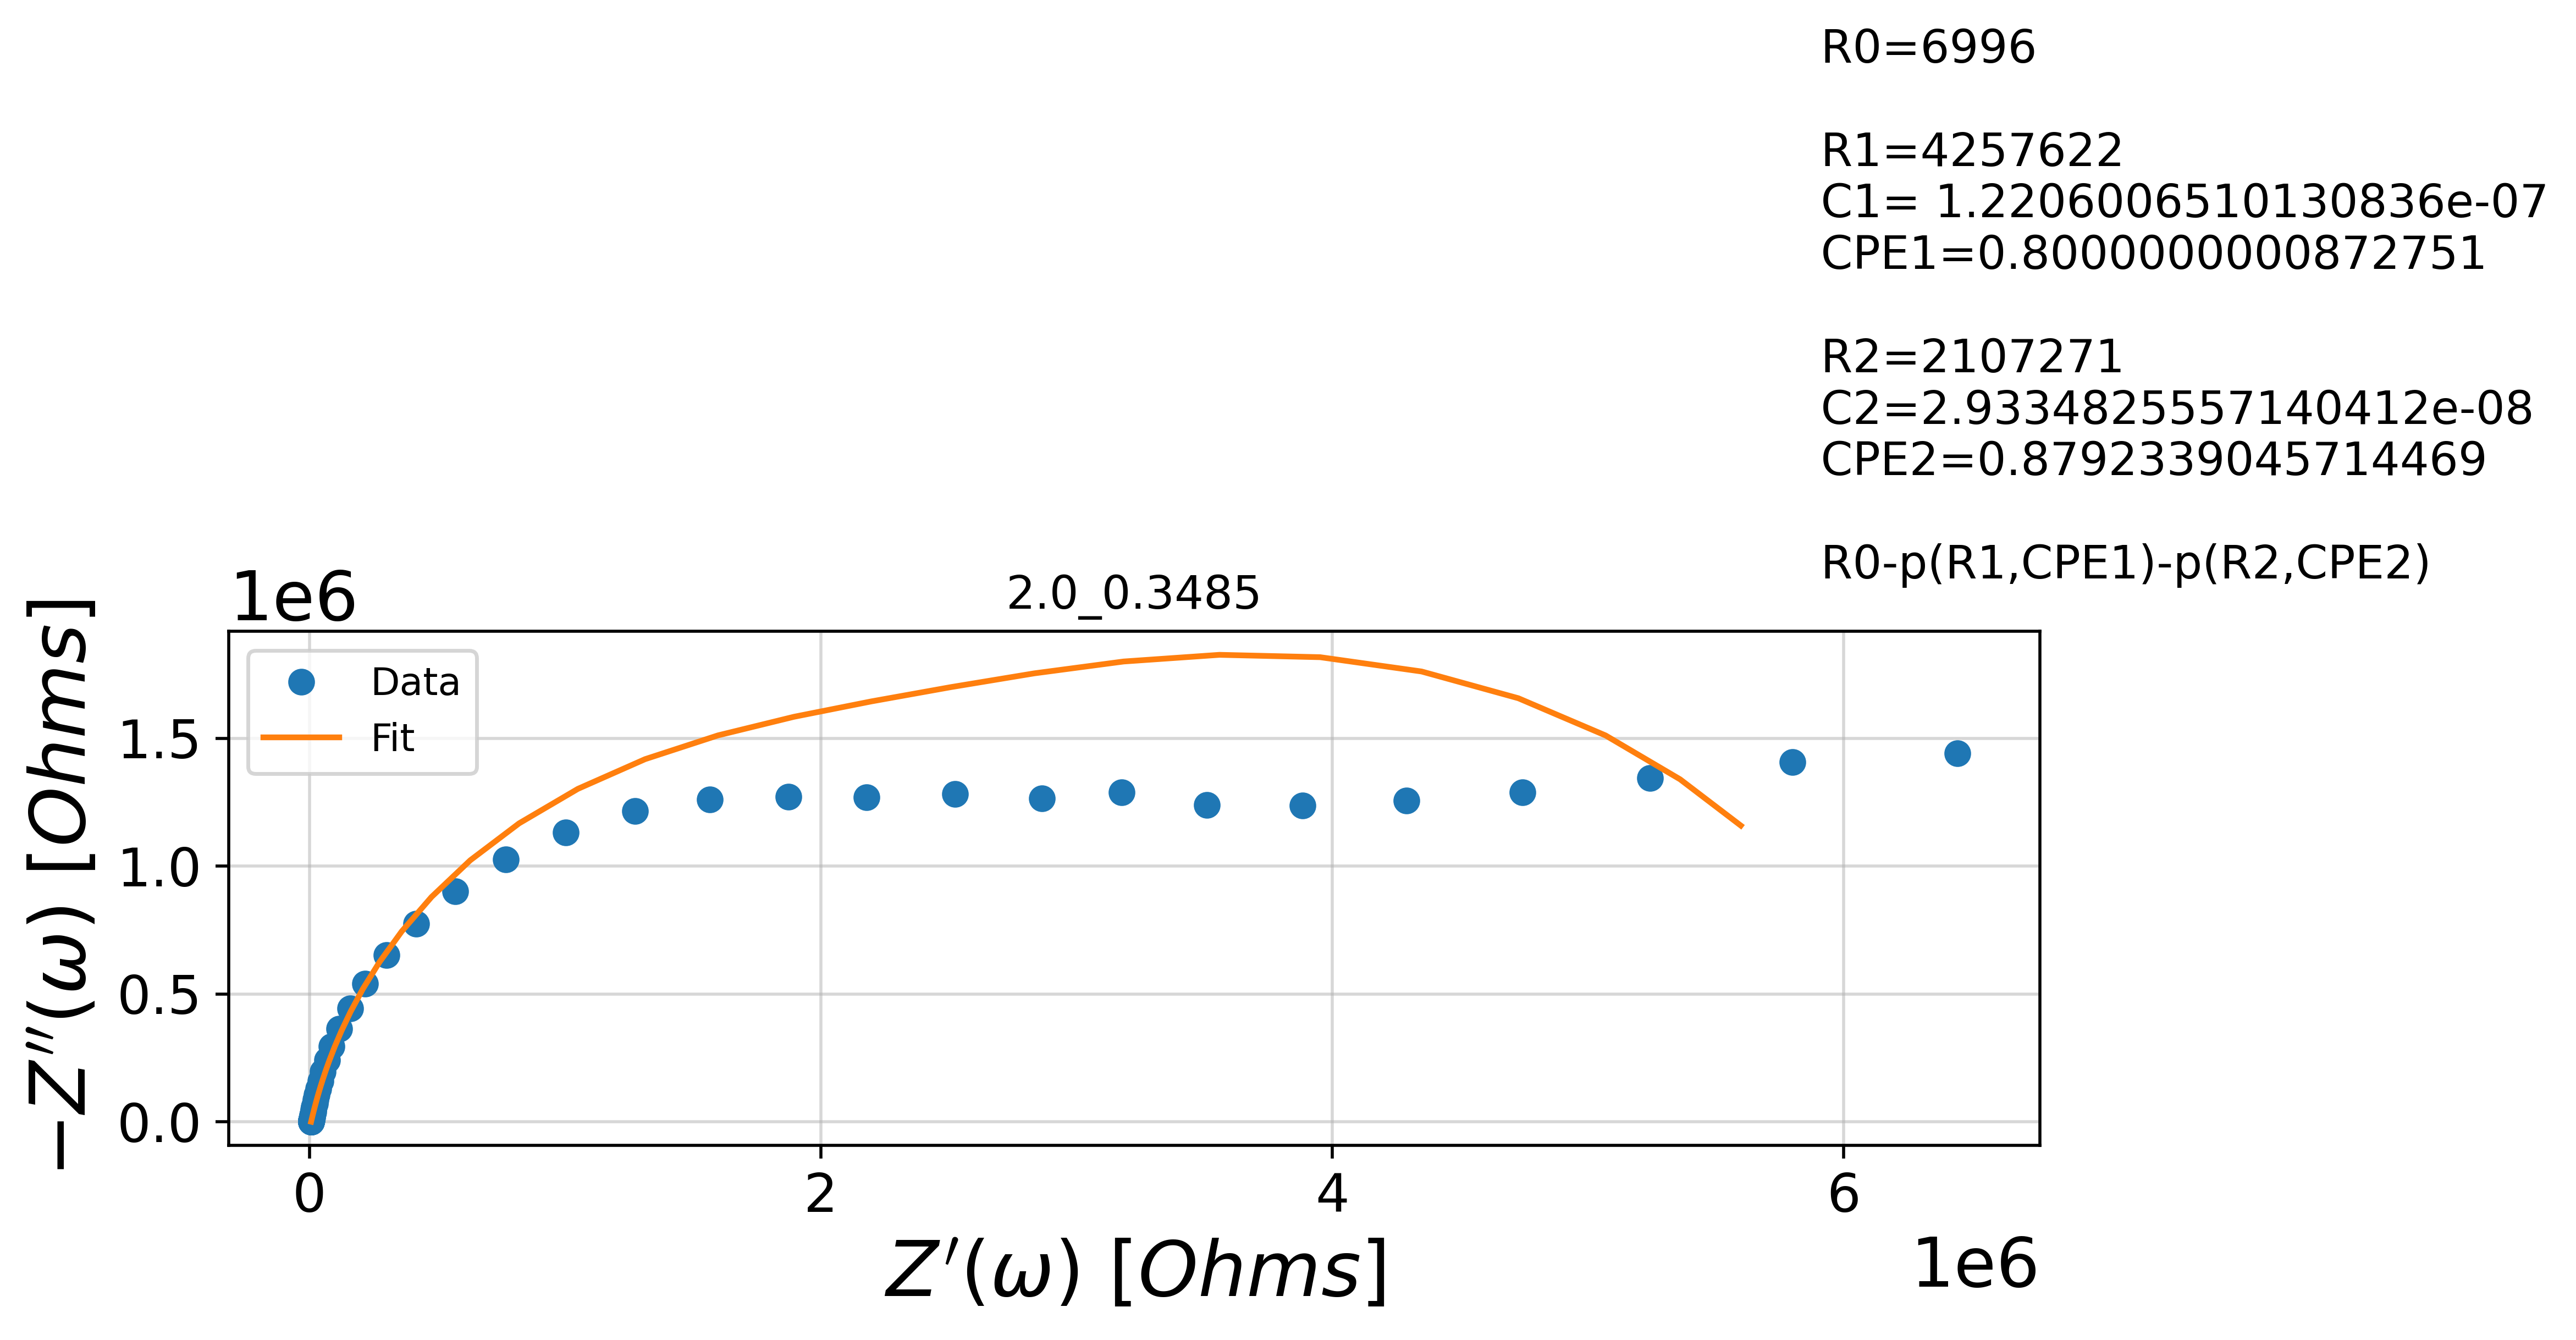 R0=6996
R1=4257622
C1= 1.2206006510130836e-07
CPE1=0.8000000000872751
R2=2107271
C2=2.9334825557140412e-08
CPE2=0.8792339045714469
R0-p(R1,CPE1)-p(R2,CPE2)
1e6
2.0_0.3485
Data
Fit
−Z′′(ω) [Ohms]
1.5
1.0
0.5
0.0
0
2
4
6
Z′(ω) [Ohms]
1e6